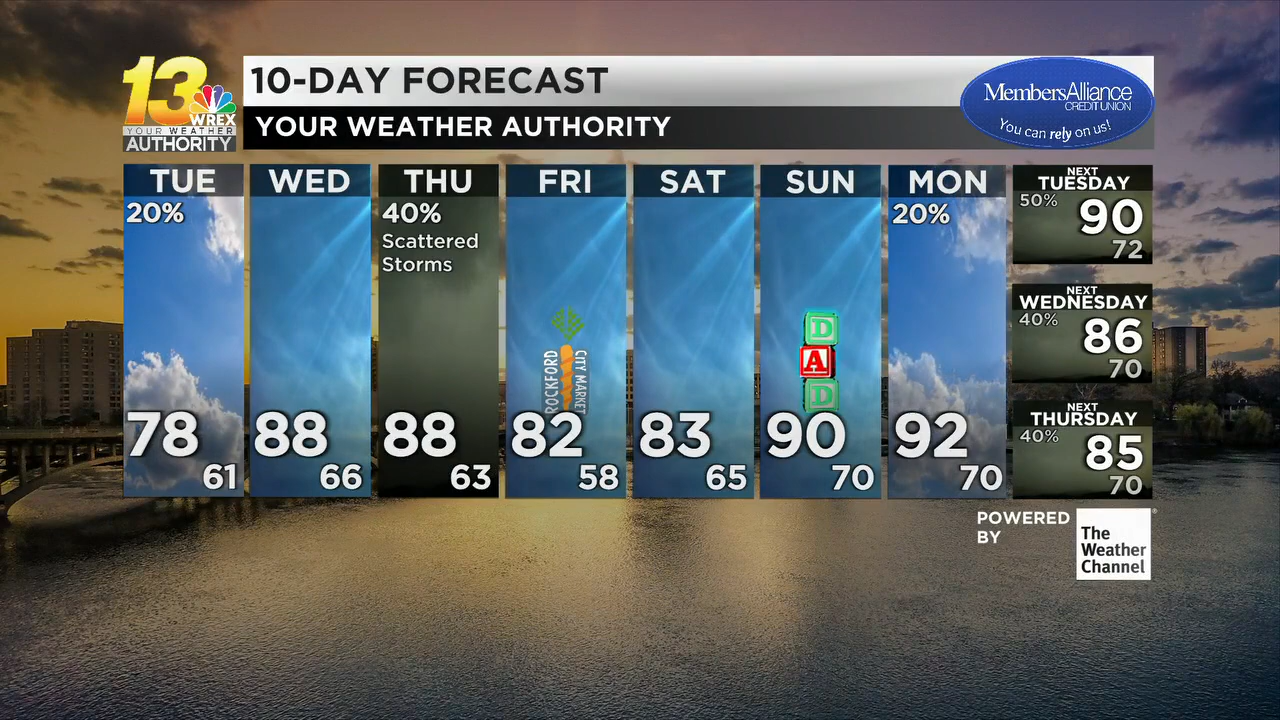 13
WREX
YOUR WEATHER
AUTHORITY
10-DAY FORECAST
YOUR WEATHER AUTHORITY
MembersAlliance
CREDIT UNION
You can rely on us!
TUE
20%
78
61
WED
88
66
THU
40%
Scattered
Storms
88
63
FRI
ROCKFORD
CITY MARKET
82
58
SAT
83
65
SUN
D
A
D
90
70
MON
20%
92
70
NEXT
TUESDAY
50%
90
72
NEXT
WEDNESDAY
40%
86
70
NEXT
THURSDAY
40%
85
70
POWERED
BY
The
Weather
Channel
®